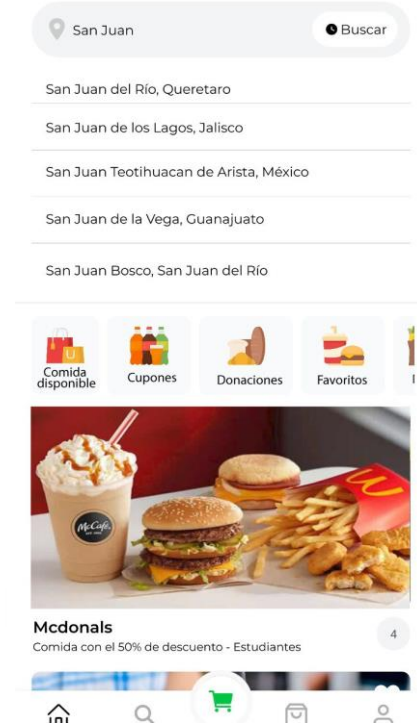 San Juan
Buscar
San Juan del Río, Queretaro
San Juan de los Lagos, Jalisco
San Juan Teotihuacan de Arista, México
San Juan de la Vega, Guanajuato
San Juan Bosco, San Juan del Río
Comida
disponible
Cupones
Donaciones
Favoritos
McCafé
Mcdonals
4
Comida con el 50% de descuento - Estudiantes